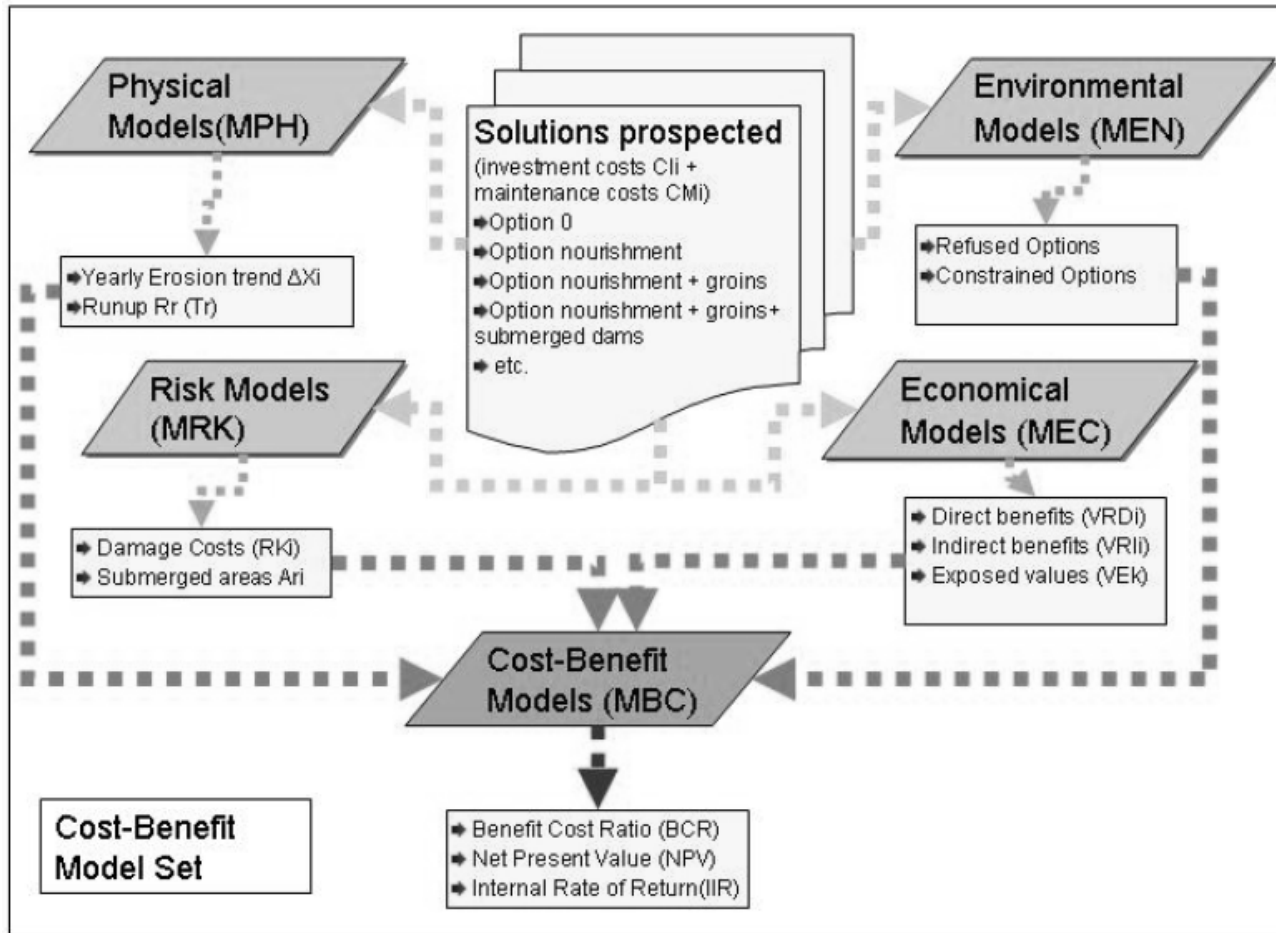 Physical
Models(MPH)
Solutions prospected
(investment costs CIi +
maintenance costs CMi)
➡Option 0
➡Option nourishment
➡Option nourishment + groins
➡Option nourishment + groins+
submerged dams
➡ etc.
Environmental
Models (MEN)
➡Yearly Erosion trend ΔXi
➡Runup Rr (Tr)
➡Refused Options
➡Constrained Options
Risk Models
(MRK)
Economical
Models (MEC)
➡ Damage Costs (RKi)
➡ Submerged areas Ari
➡ Direct benefits (VRDi)
➡ Indirect benefits (VRIi)
➡ Exposed values (VEk)
Cost-Benefit
Models (MBC)
➡ Benefit Cost Ratio (BCR)
➡ Net Present Value (NPV)
➡ Internal Rate of Return(IIR)
Cost-Benefit
Model Set